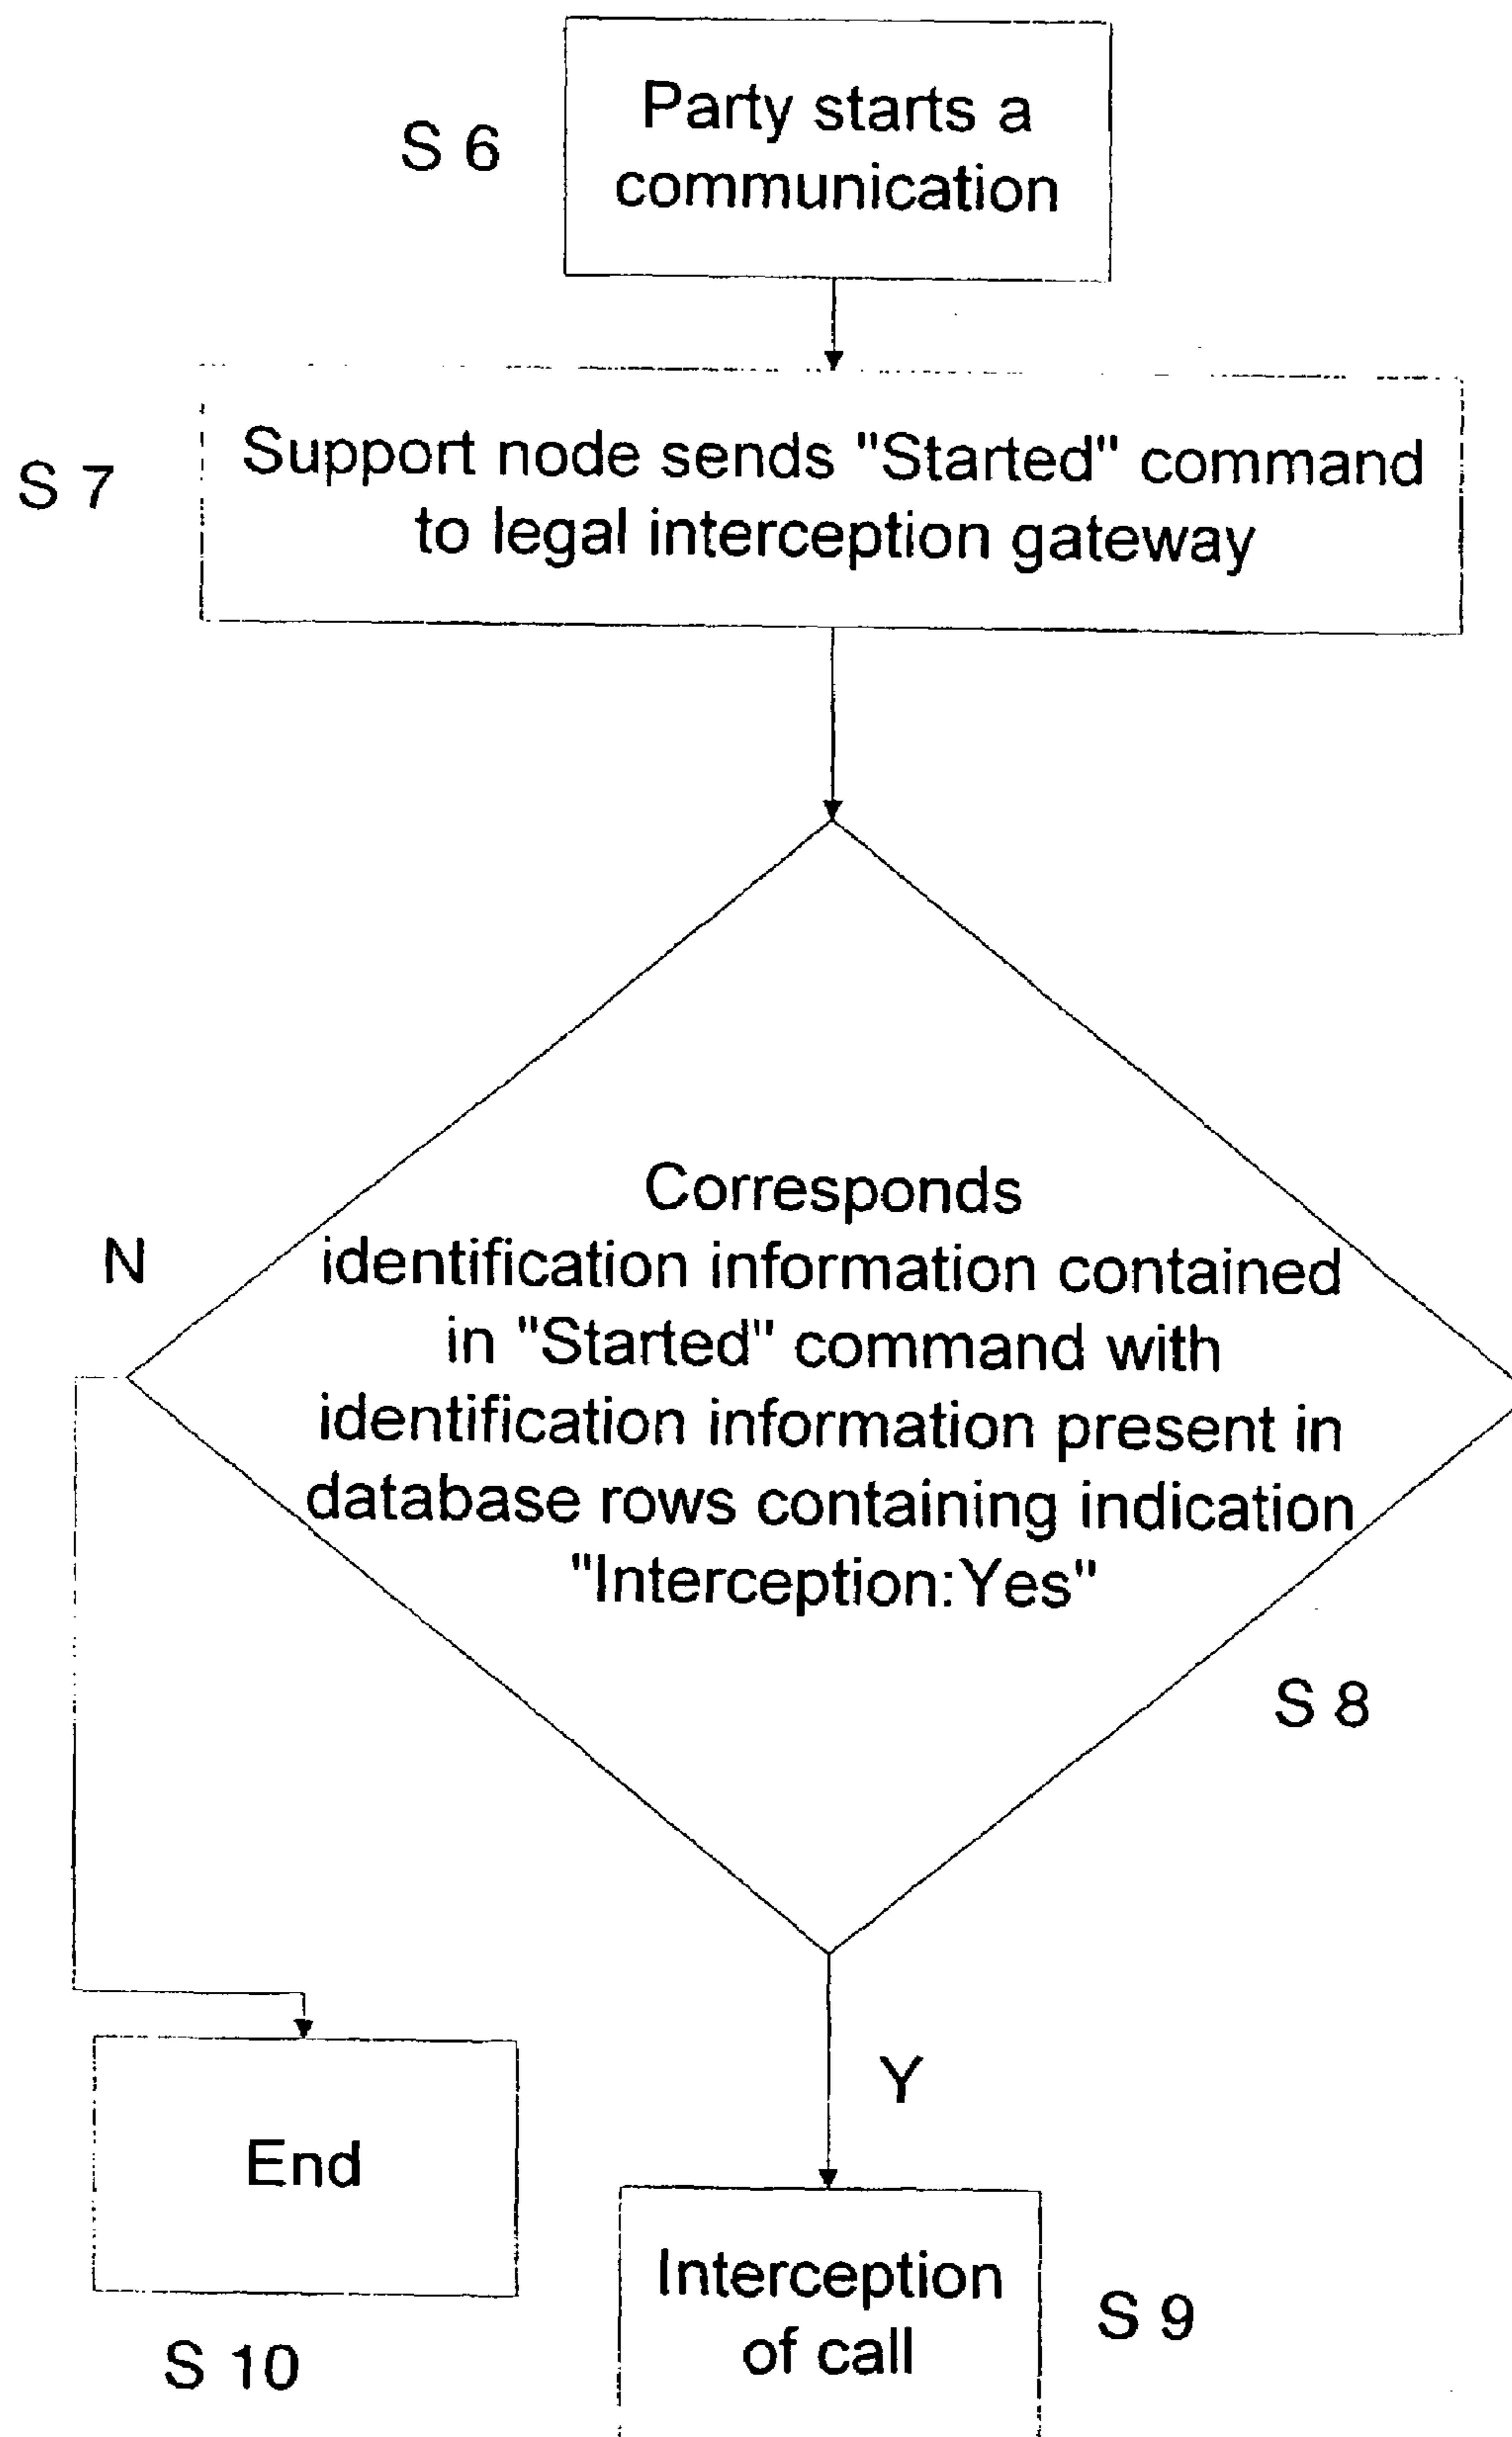 Party starts a
communication
S 6
Support node sends "Started" command
to legal interception gateway
S 7
Corresponds
identification information contained
in "Started" command with
identification information present in
database rows containing indication
"Interception:Yes"
N
S 8
Y
End
S 10
Interception
of call
S 9